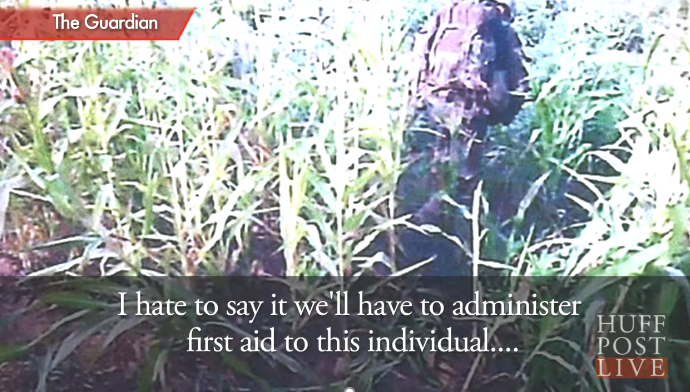 The Guardian
I hate to say it we'll have to administer
first aid to this individual....
HUFF
POST
LIVE